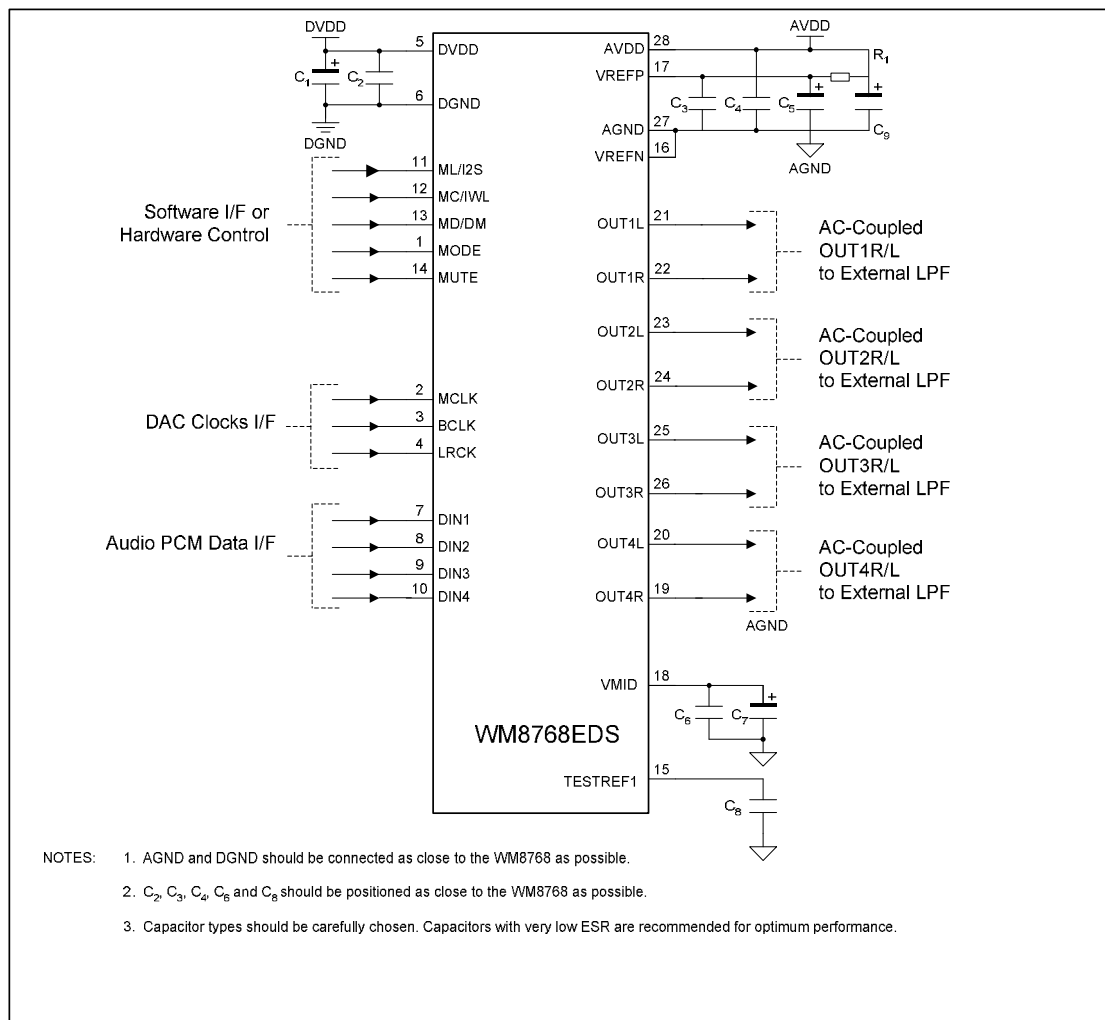 DVDD
AVDD
5 DVDD
AVDD 28
R1
C1 + C2
VREFP 17
+ +
C3 C4 C5 C9
6 DGND
AGND 27
DGND
VREFN 16
AGND
Software I/F or
Hardware Control
11 ML/I2S
12 MC/IWL
13 MD/DM
1 MODE
14 MUTE
OUT1L 21
OUT1R 22
AC-Coupled
OUT1R/L
to External LPF
OUT2L 23
OUT2R 24
AC-Coupled
OUT2R/L
to External LPF
DAC Clocks I/F
2 MCLK
3 BCLK
4 LRCK
OUT3L 25
OUT3R 26
AC-Coupled
OUT3R/L
to External LPF
Audio PCM Data I/F
7 DIN1
8 DIN2
9 DIN3
10 DIN4
OUT4L 20
OUT4R 19
AC-Coupled
OUT4R/L
to External LPF
AGND
VMID 18
C6 C7 +
WM8768EDS
TESTREF1 15
C8
NOTES: 1. AGND and DGND should be connected as close to the WM8768 as possible.
2. C2, C3, C4, C6 and C8 should be positioned as close to the WM8768 as possible.
3. Capacitor types should be carefully chosen. Capacitors with very low ESR are recommended for optimum performance.